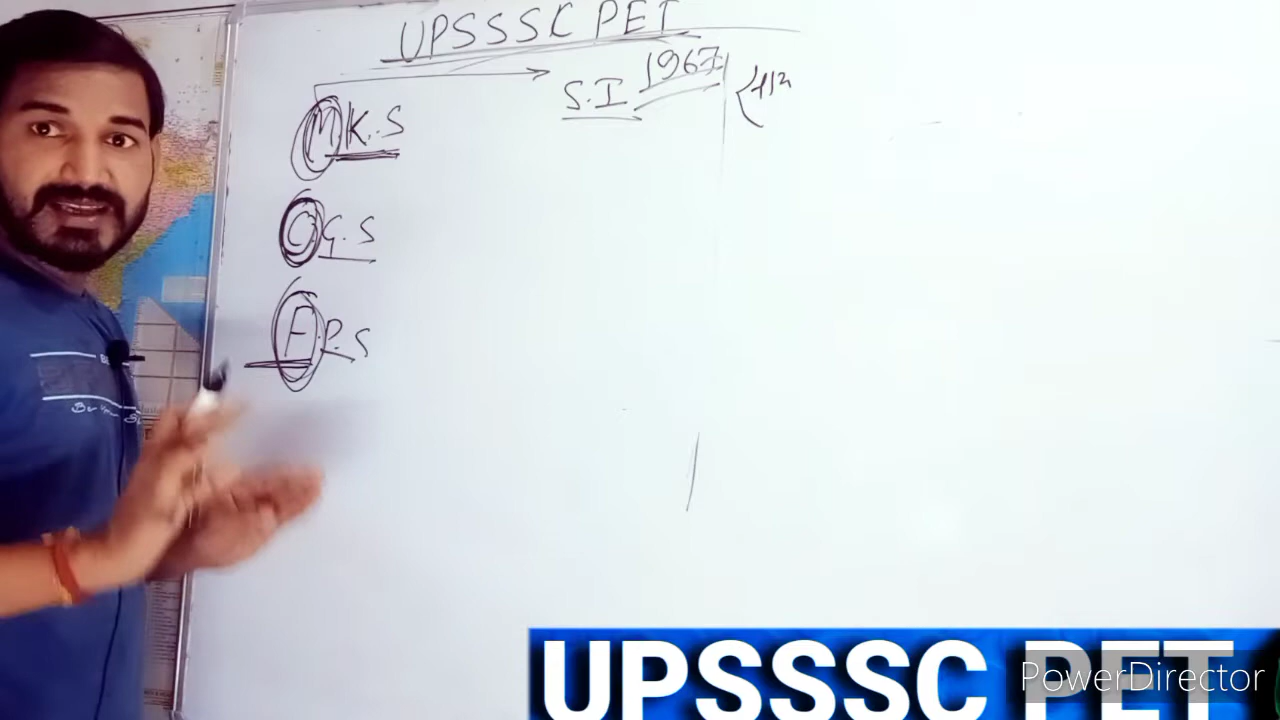 UPSSSC PET
S.I 1967
M.K.S
C.G.S
F.P.S
UPSSSC PET
PowerDirector